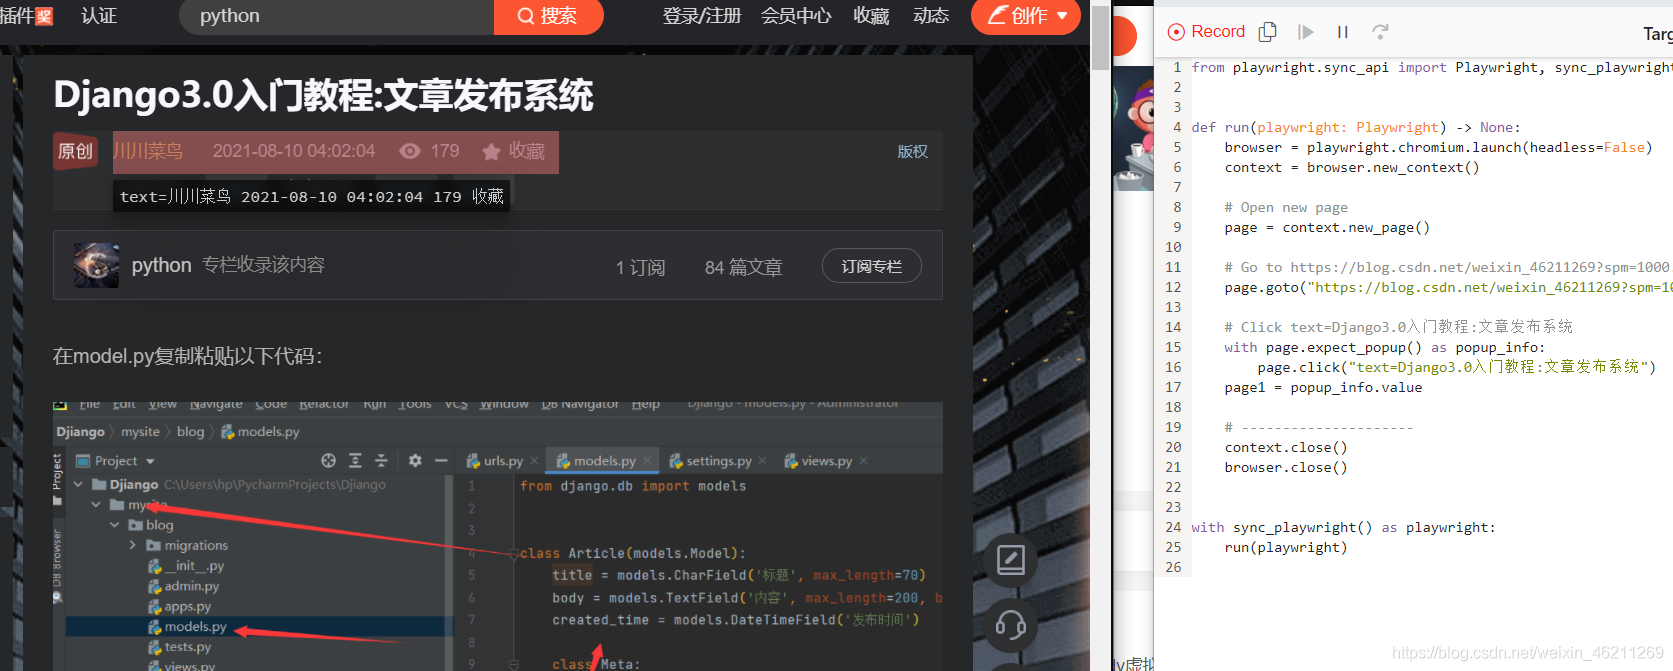 插件奖 认证 python 搜索 登录/注册 会员中心 收藏 动态 创作
Django3.0入门教程:文章发布系统
原创 川川菜鸟 2021-08-10 04:02:04 179 收藏 版权
text=川川菜鸟 2021-08-10 04:02:04 179 收藏
python 专栏收录该内容 1 订阅 84 篇文章 订阅专栏
在model.py复制粘贴以下代码：
File Edit View Navigate Code Refactor Run Tools VCS Window DB Navigator Help Djiango - models.py - Administrator
Djiango mysite blog models.py
Project urls.py models.py settings.py views.py
Project
DB Browser
Djiango C:\Users\hp\PycharmProjects\Djiango
mysite
blog
migrations
__init__.py
admin.py
apps.py
models.py
tests.py
views.py
1 from django.db import models
2
3
4 class Article(models.Model):
5 title = models.CharField('标题', max_length=70)
6 body = models.TextField('内容', max_length=200, b
7 created_time = models.DateTimeField('发布时间')
8
9 class Meta:
Record Targ
1 from playwright.sync_api import Playwright, sync_playwright
2
3
4 def run(playwright: Playwright) -> None:
5 browser = playwright.chromium.launch(headless=False)
6 context = browser.new_context()
7
8 # Open new page
9 page = context.new_page()
10
11 # Go to https://blog.csdn.net/weixin_46211269?spm=1000.
12 page.goto("https://blog.csdn.net/weixin_46211269?spm=10
13
14 # Click text=Django3.0入门教程:文章发布系统
15 with page.expect_popup() as popup_info:
16 page.click("text=Django3.0入门教程:文章发布系统")
17 page1 = popup_info.value
18
19 # ---------------------
20 context.close()
21 browser.close()
22
23
24 with sync_playwright() as playwright:
25 run(playwright)
26
ly虚拟
https://blog.csdn.net/weixin_46211269